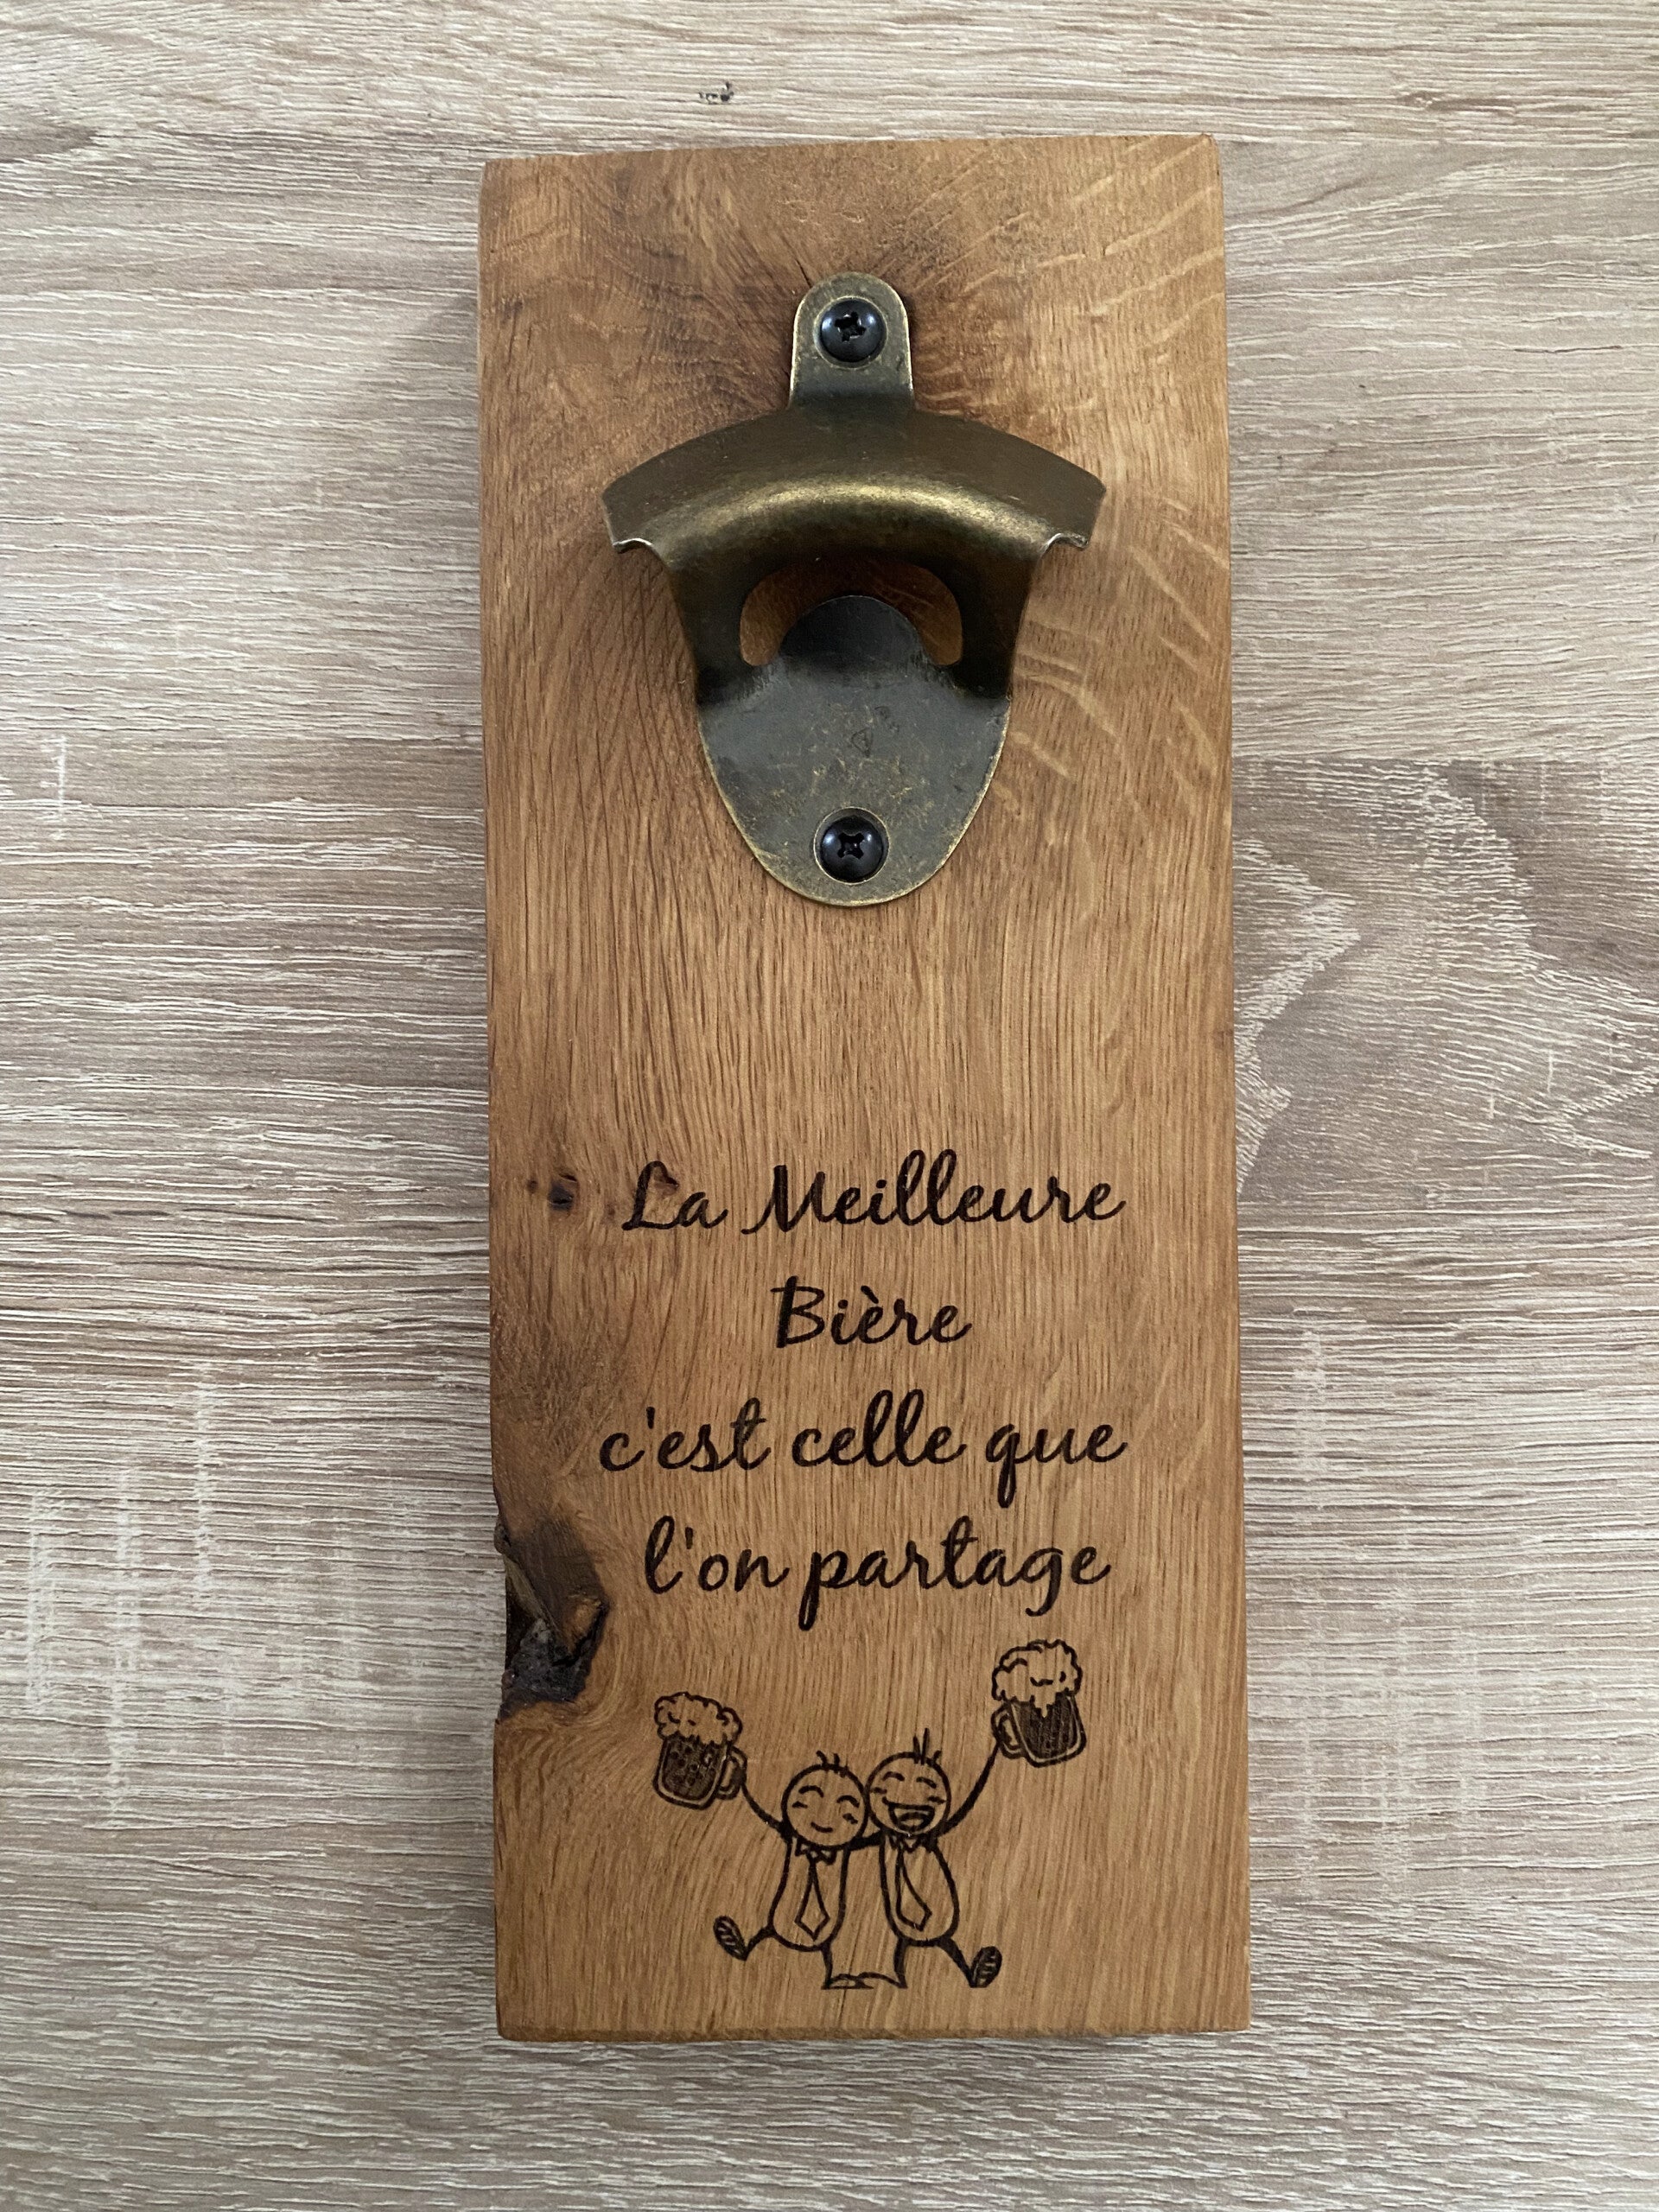 La Meilleure
Bière
c'est celle que
l'on partage